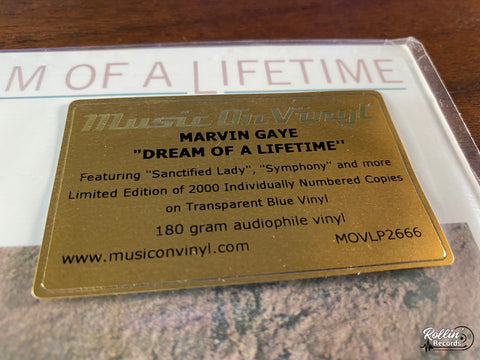 M OF A LIFETIME
Music On Vinyl
MARVIN GAYE
"DREAM OF A LIFETIME"
Featuring "Sanctified Lady", "Symphony" and more
Limited Edition of 2000 Individually Numbered Copies
on Transparent Blue Vinyl
180 gram audiophile vinyl
www.musiconvinyl.com MOVLP2666
Rollin'
Records